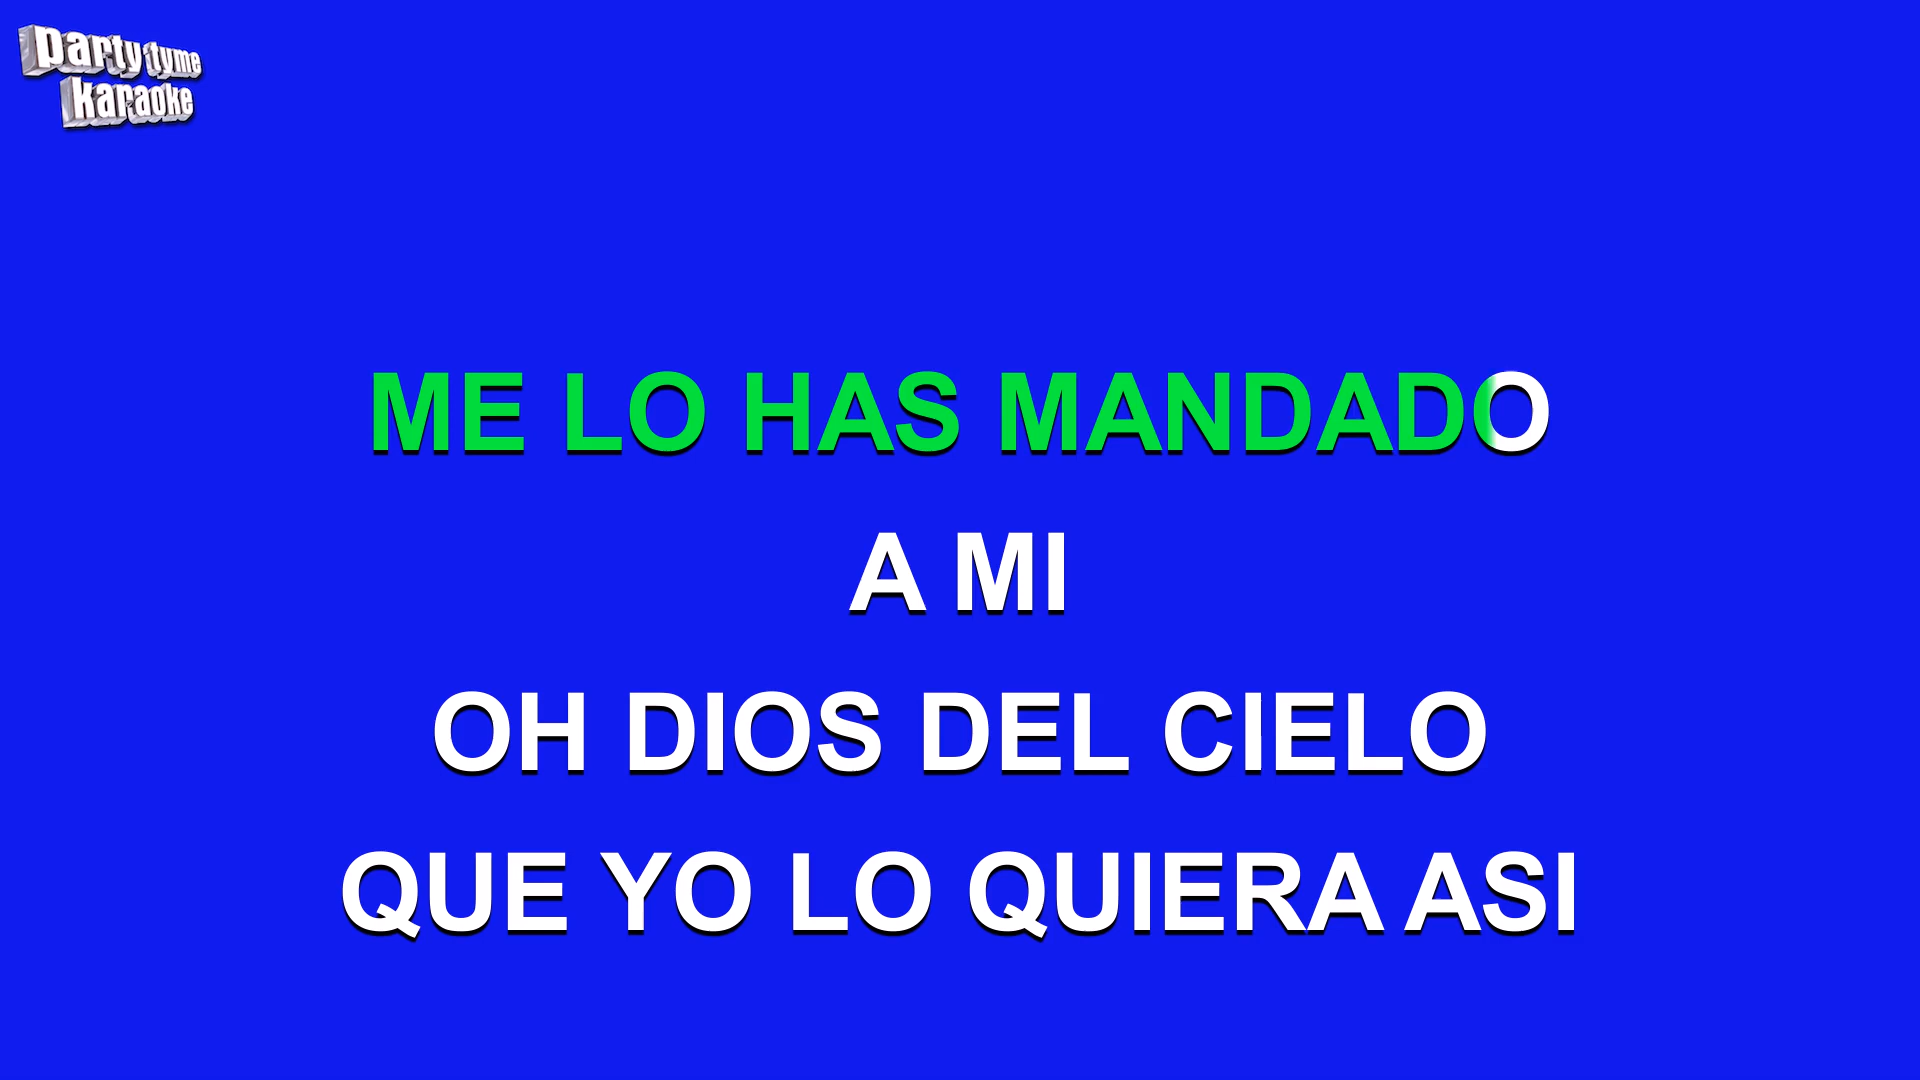 party tyme
karaoke
ME LO HAS MANDADO
A MI
OH DIOS DEL CIELO
QUE YO LO QUIERA ASI